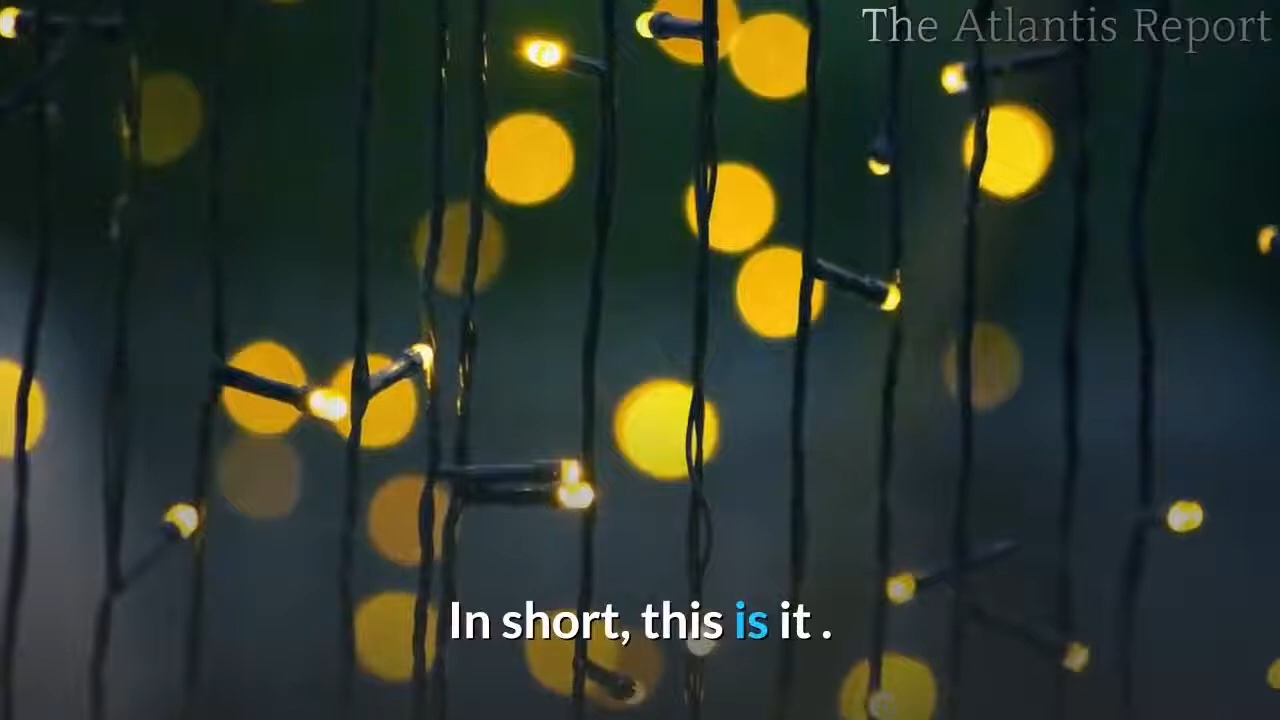 The Atlantis Report
In short, this is it .